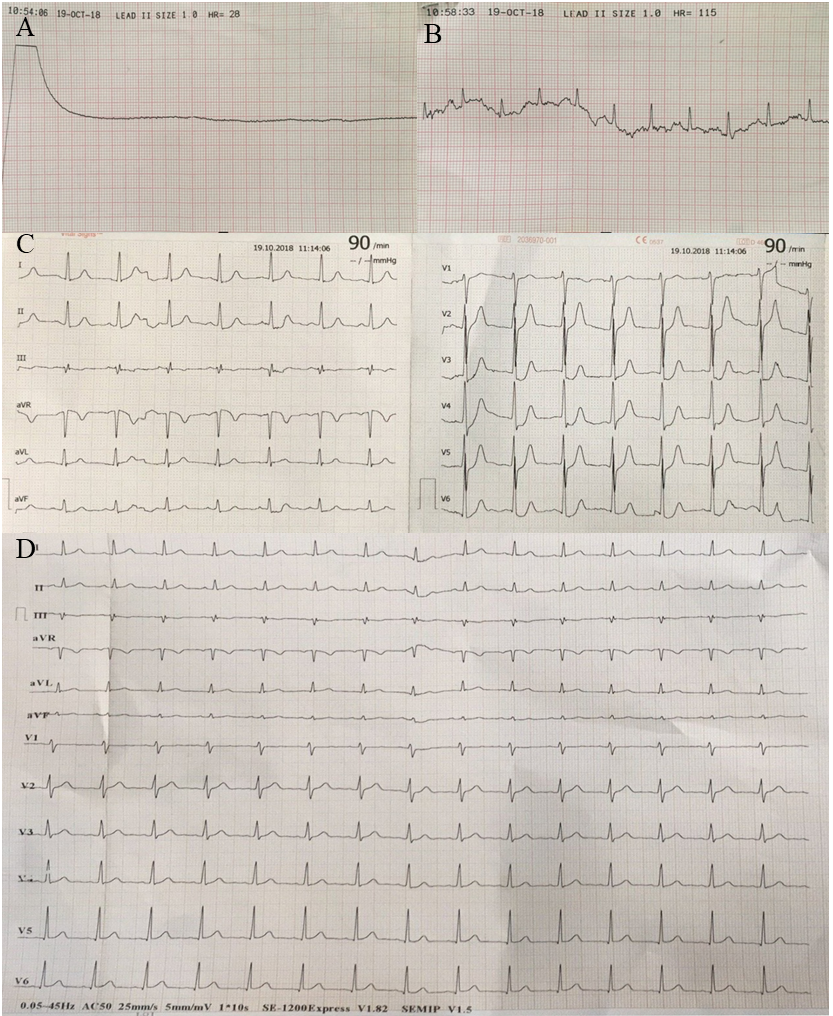 10:54:06 19-OCT-18 LEAD II SIZE 1 0 HR= 28
A
10:58:33 19-OCT-18 LEAD II SIZE 1.0 HR= 115
B
C
19.10.2018 11:14:06 90 /min
-- / -- mmHg
I
II
III
aVR
aVL
aVF
2036970-001
CE
19.10.2018 11:14:06 90 /min
-- / -- mmHg
V1
V2
V3
V4
V5
V6
D
I
II
III
aVR
aVL
aVF
V1
V2
V3
V5
V6
0.05-45Hz AC50 25mm/s 5mm/mV 1*10s SE-1200Express V1.82 SEMIP V1.5